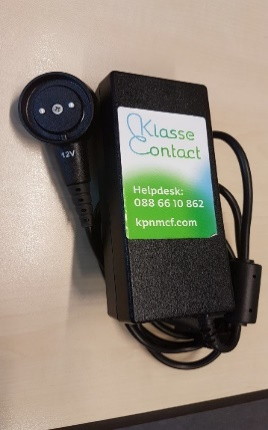 12V
Klasse
Contact
Helpdesk:
088 66 10 862
kpnmcf.com